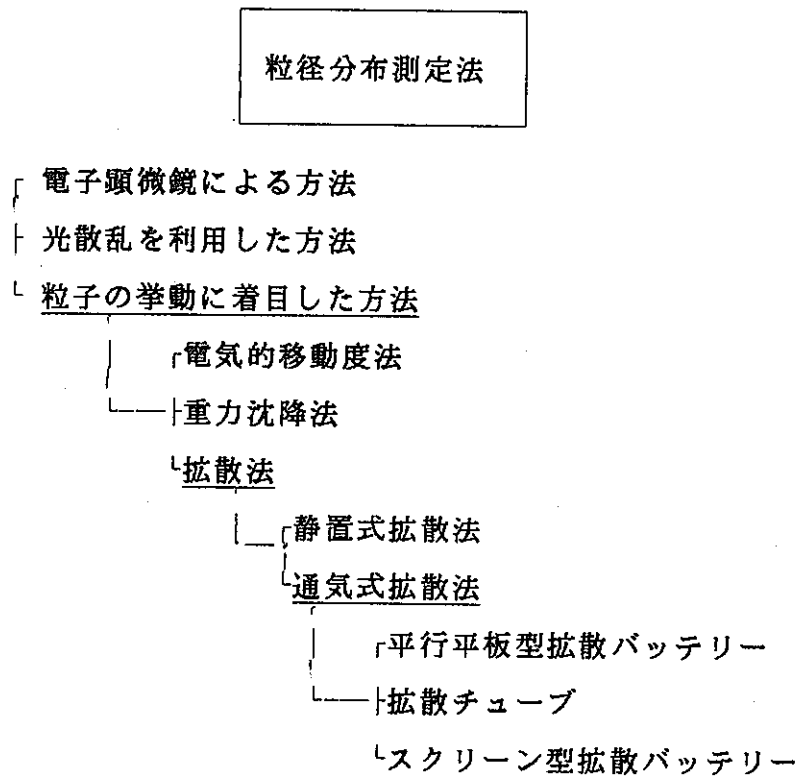 粒径分布測定法
電子顕微鏡による方法
光散乱を利用した方法
粒子の挙動に着目した方法
電気的移動度法
重力沈降法
拡散法
静置式拡散法
通気式拡散法
平行平板型拡散バッテリー
拡散チューブ
スクリーン型拡散バッテリー